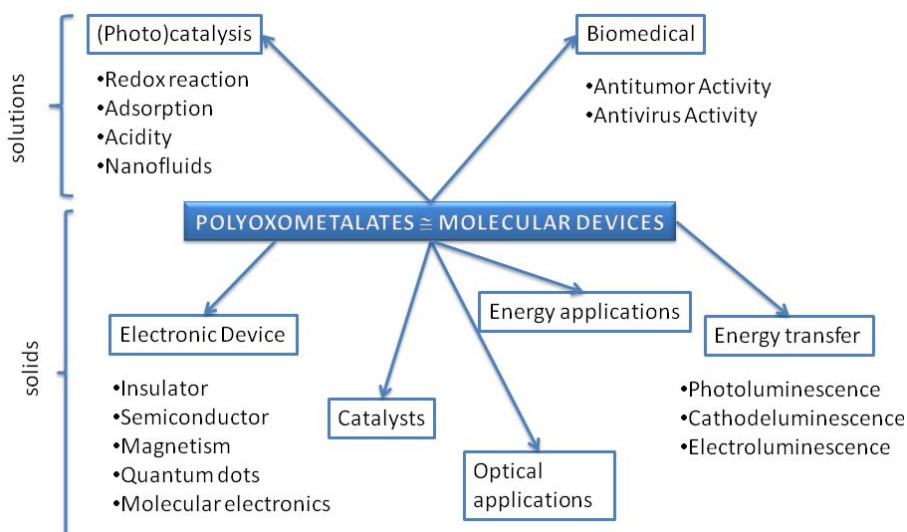 solutions
(Photo)catalysis
•Redox reaction
•Adsorption
•Acidity
•Nanofluids
Biomedical
•Antitumor Activity
•Antivirus Activity
POLYOXOMETALATES ≅ MOLECULAR DEVICES
solids
Electronic Device
•Insulator
•Semiconductor
•Magnetism
•Quantum dots
•Molecular electronics
Catalysts
Optical
applications
Energy applications
Energy transfer
•Photoluminescence
•Cathodeluminescence
•Electroluminescence